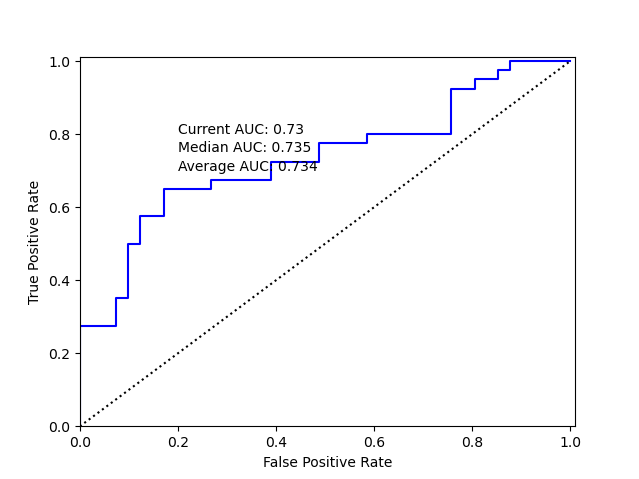 1.0
0.8
0.6
0.4
0.2
0.0
True Positive Rate
Current AUC: 0.73
Median AUC: 0.735
Average AUC: 0.734
0.0 0.2 0.4 0.6 0.8 1.0
False Positive Rate